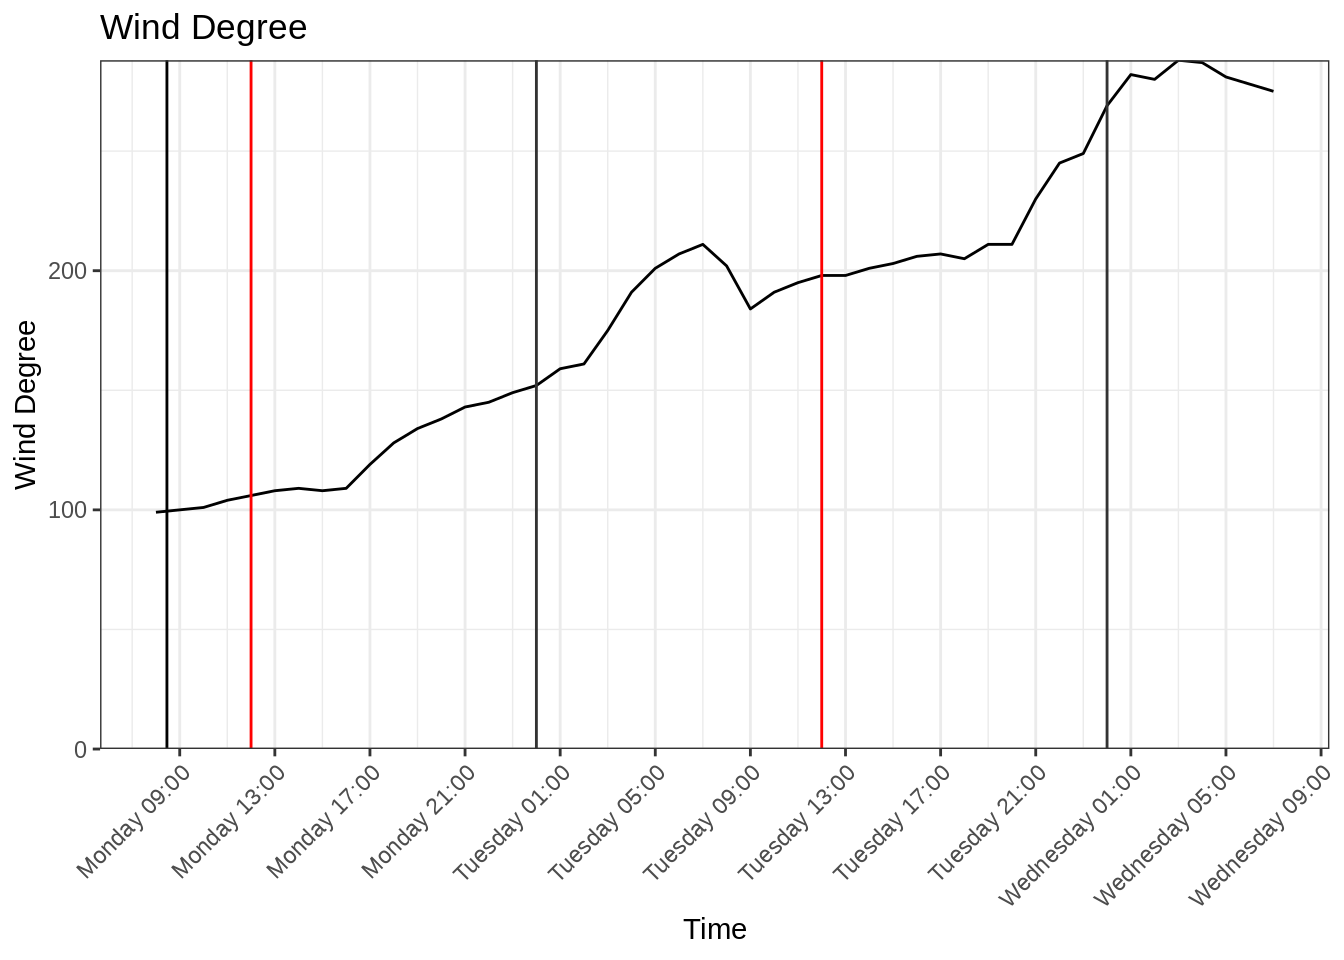 Wind Degree
Wind Degree
200
100
0
Monday 09:00
Monday 13:00
Monday 17:00
Monday 21:00
Tuesday 01:00
Tuesday 05:00
Tuesday 09:00
Tuesday 13:00
Tuesday 17:00
Tuesday 21:00
Wednesday 01:00
Wednesday 05:00
Wednesday 09:00
Time